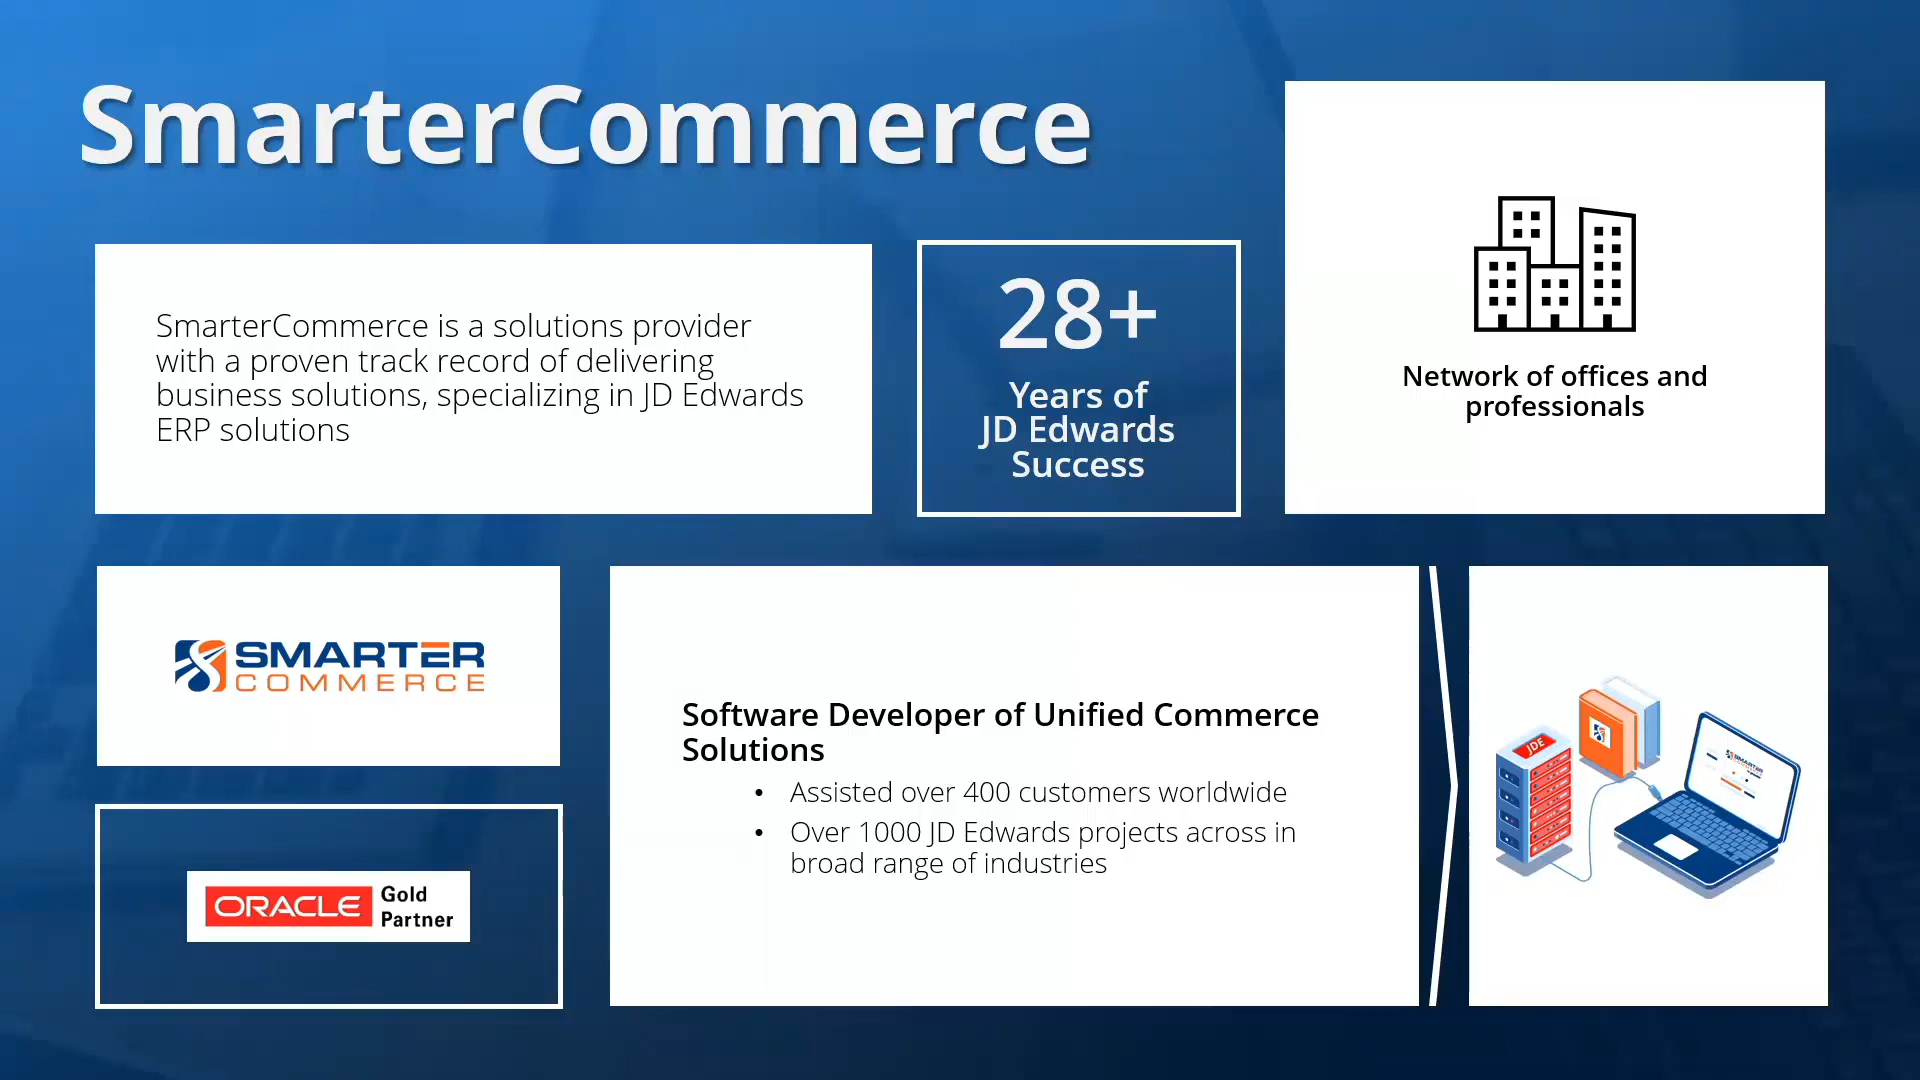 SmarterCommerce
SmarterCommerce is a solutions provider
with a proven track record of delivering
business solutions, specializing in JD Edwards
ERP solutions
28+
Years of
JD Edwards
Success
Network of offices and
professionals
SMARTER
COMMERCE
ORACLE
Gold
Partner
Software Developer of Unified Commerce
Solutions
• Assisted over 400 customers worldwide
• Over 1000 JD Edwards projects across in
broad range of industries
JDE